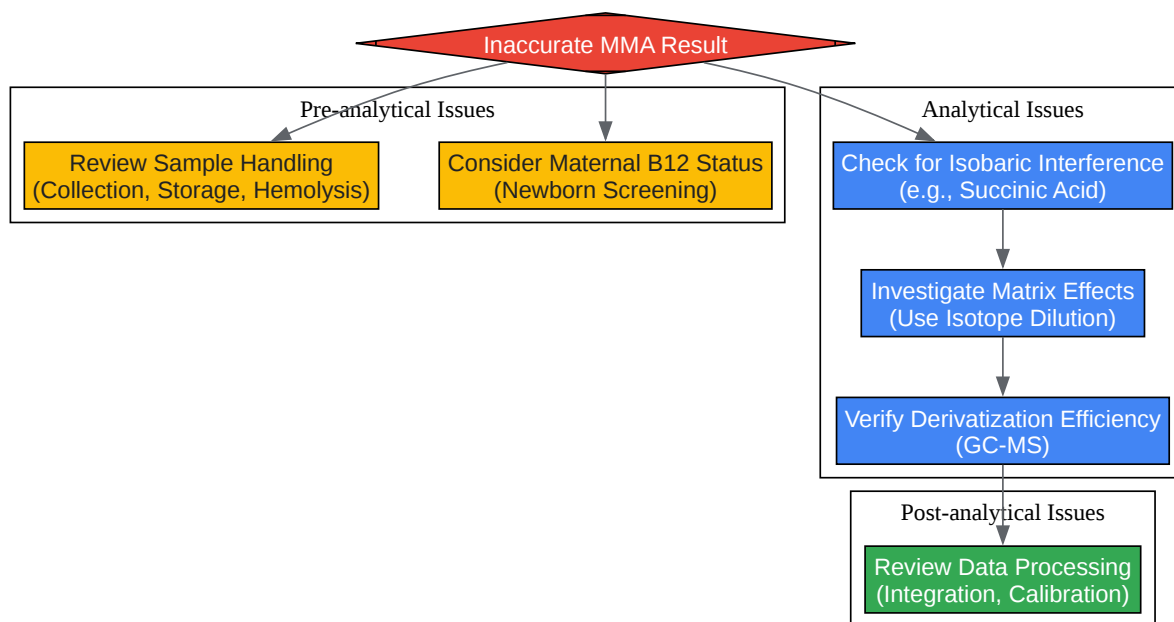 Inaccurate MMA Result
Pre-analytical Issues
Review Sample Handling
(Collection, Storage, Hemolysis)
Consider Maternal B12 Status
(Newborn Screening)
Analytical Issues
Check for Isobaric Interference
(e.g., Succinic Acid)
Investigate Matrix Effects
(Use Isotope Dilution)
Verify Derivatization Efficiency
(GC-MS)
Post-analytical Issues
Review Data Processing
(Integration, Calibration)